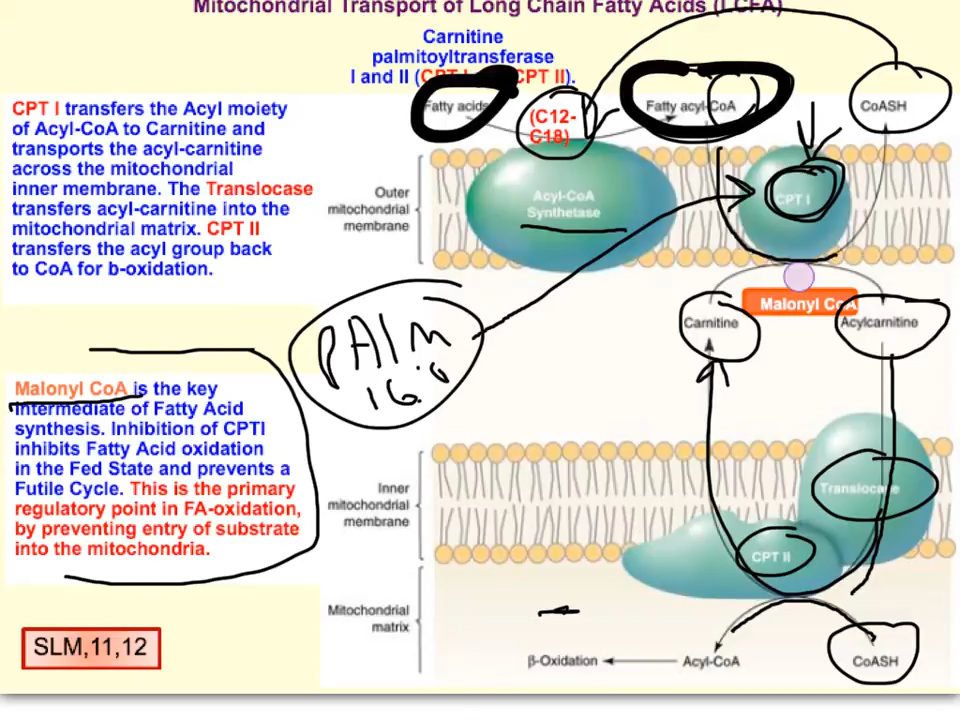 Mitochondrial Transport of Long Chain Fatty Acids (LCFA)
Carnitine
palmitoyltransferase
I and II (CPT I CPT II).
CPT I transfers the Acyl moiety
of Acyl-CoA to Carnitine and
transports the acyl-carnitine
across the mitochondrial
inner membrane. The Translocase
transfers acyl-carnitine into the
mitochondrial matrix. CPT II
transfers the acyl group back
to CoA for b-oxidation.
Malonyl CoA is the key
intermediate of Fatty Acid
synthesis. Inhibition of CPTI
inhibits Fatty Acid oxidation
in the Fed State and prevents a
Futile Cycle. This is the primary
regulatory point in FA-oxidation,
by preventing entry of substrate
into the mitochondria.
SLM,11,12
PAlM
16:0
Fatty acids
(C12-
C18)
Fatty acyl-CoA
CoASH
Outer
mitochondrial
membrane
Acyl-CoA
Synthetase
CPT I
Malonyl CoA
Carnitine
Acylcarnitine
Inner
mitochondrial
membrane
Translocase
CPT II
Mitochondrial
matrix
β-Oxidation
Acyl-CoA
CoASH